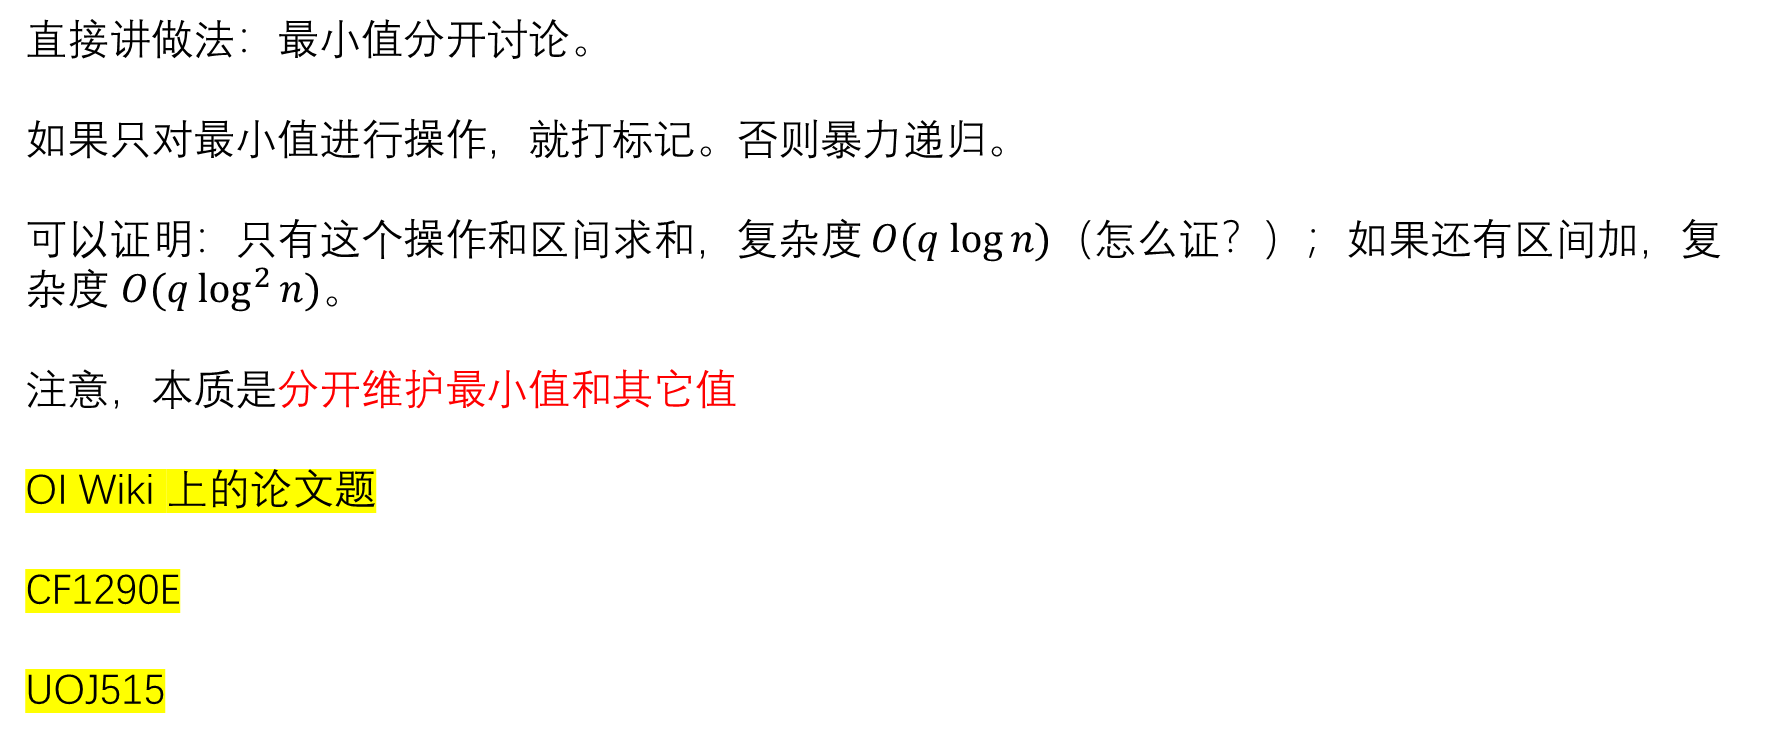 直接讲做法：最小值分开讨论。
如果只对最小值进行操作，就打标记。否则暴力递归。
可以证明：只有这个操作和区间求和，复杂度 O(q log n)（怎么证？）；如果还有区间加，复
杂度 O(q log² n)。
注意，本质是分开维护最小值和其它值
OI Wiki 上的论文题
CF1290E
UOJ515